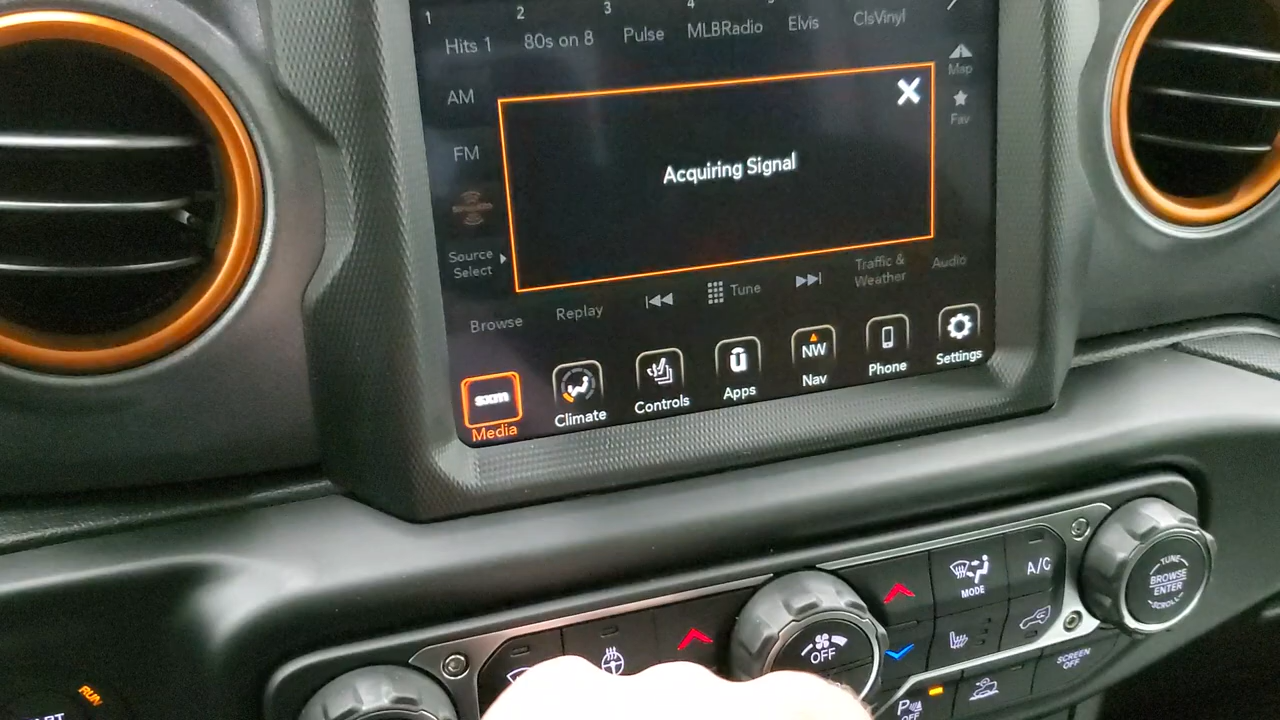 1 2 3 4
Hits 1 80s on 8 Pulse MLBRadio Elvis ClsVinyl
AM
FM
Source
Select
Acquiring Signal
Map
Fav
Browse Replay Tune Traffic &
Weather Audio
sxm
Media Climate Controls Apps NW
Nav Phone Settings
MODE
A/C
TUNE
BROWSE
ENTER
SCROLL
OFF
SCREEN
OFF
P OFF
RUN